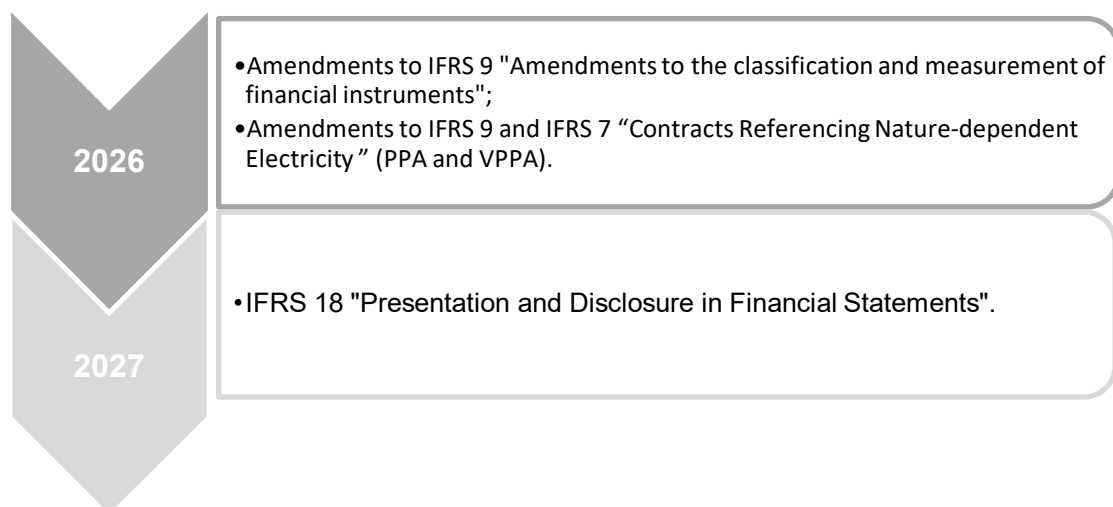 2026
•Amendments to IFRS 9 "Amendments to the classification and measurement of
financial instruments";
•Amendments to IFRS 9 and IFRS 7 “Contracts Referencing Nature-dependent
Electricity ” (PPA and VPPA).
2027
•IFRS 18 "Presentation and Disclosure in Financial Statements".